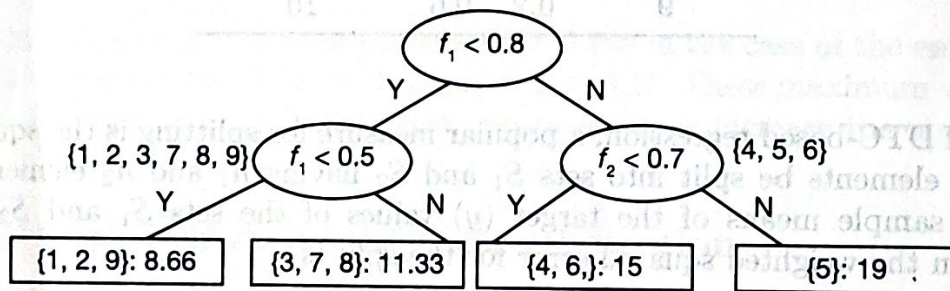 f₁ < 0.8
Y N
{1, 2, 3, 7, 8, 9} f₁ < 0.5 f₂ < 0.7 {4, 5, 6}
Y N Y N
{1, 2, 9}: 8.66 {3, 7, 8}: 11.33 {4, 6,}: 15 {5}: 19